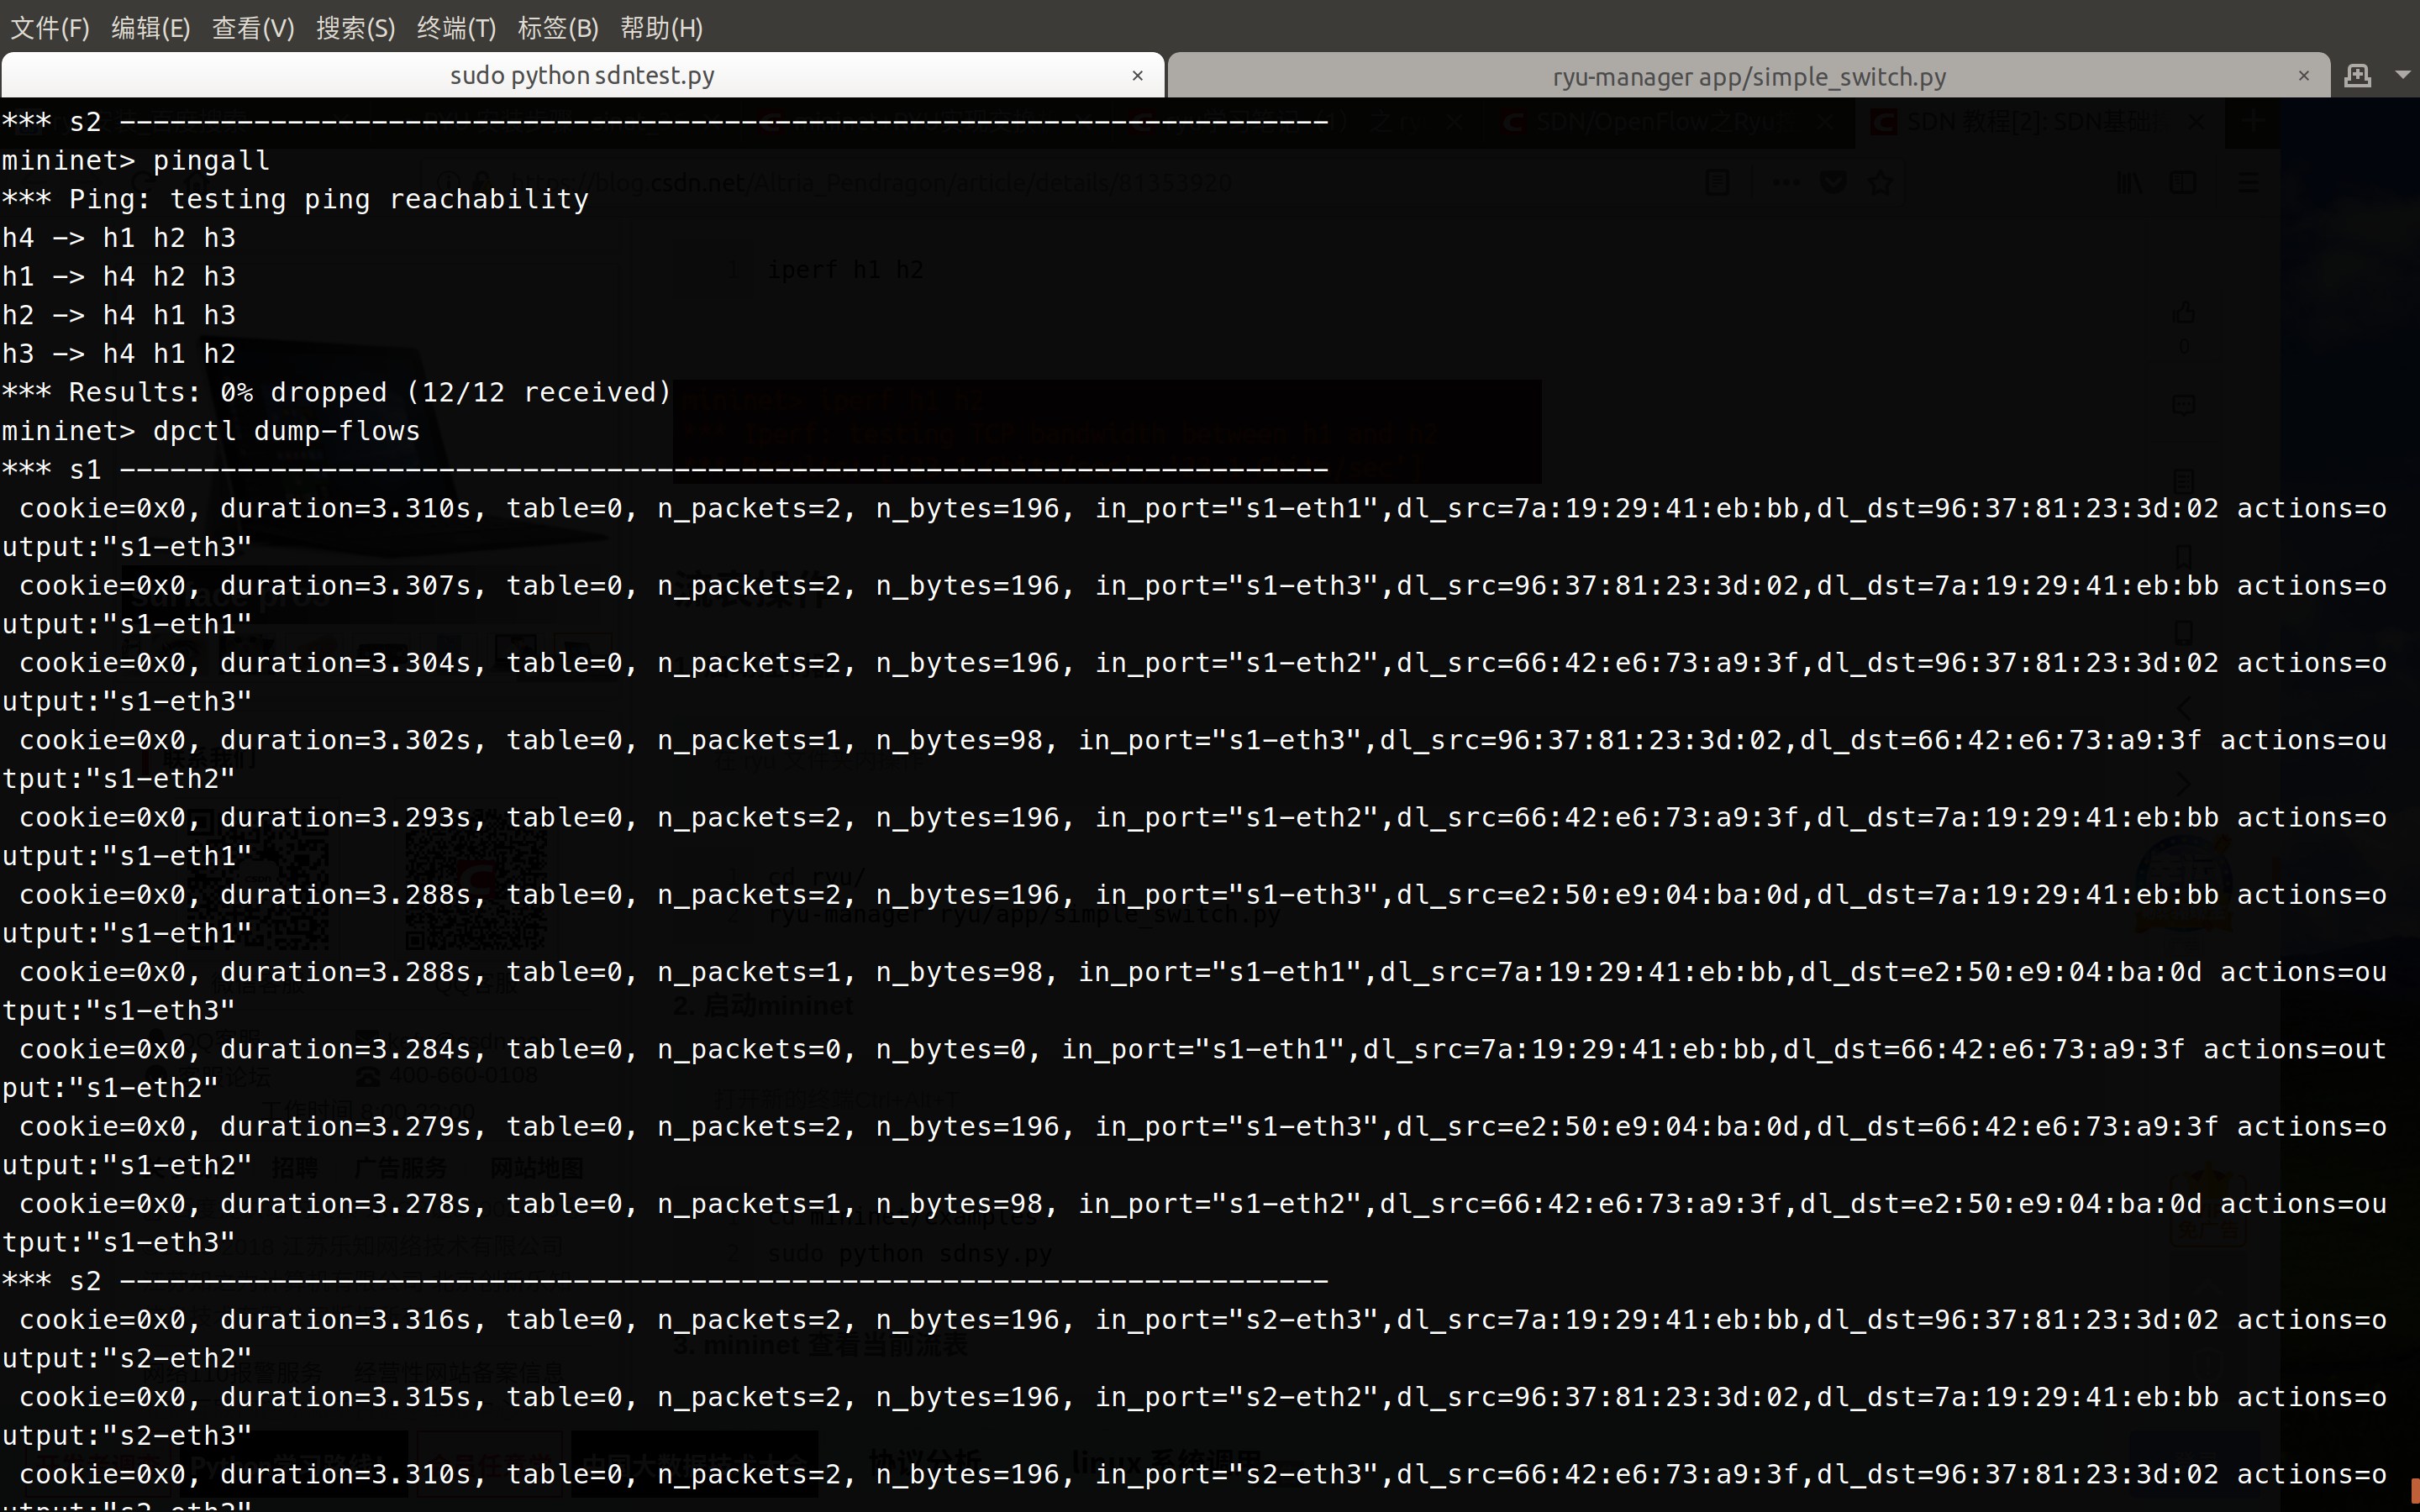 文件(F) 编辑(E) 查看(V) 搜索(S) 终端(T) 标签(B) 帮助(H)
sudo python sdntest.py × ryu-manager app/simple_switch.py ×
*** s2 ------------------------------------------------------------------------
mininet> pingall
*** Ping: testing ping reachability
h4 -> h1 h2 h3
h1 -> h4 h2 h3
h2 -> h4 h1 h3
h3 -> h4 h1 h2
*** Results: 0% dropped (12/12 received)
mininet> dpctl dump-flows
*** s1 ------------------------------------------------------------------------
cookie=0x0, duration=3.310s, table=0, n_packets=2, n_bytes=196, in_port="s1-eth1",dl_src=7a:19:29:41:eb:bb,dl_dst=96:37:81:23:3d:02 actions=o
utput:"s1-eth3"
cookie=0x0, duration=3.307s, table=0, n_packets=2, n_bytes=196, in_port="s1-eth3",dl_src=96:37:81:23:3d:02,dl_dst=7a:19:29:41:eb:bb actions=o
utput:"s1-eth1"
cookie=0x0, duration=3.304s, table=0, n_packets=2, n_bytes=196, in_port="s1-eth2",dl_src=66:42:e6:73:a9:3f,dl_dst=96:37:81:23:3d:02 actions=o
utput:"s1-eth3"
cookie=0x0, duration=3.302s, table=0, n_packets=1, n_bytes=98, in_port="s1-eth3",dl_src=96:37:81:23:3d:02,dl_dst=66:42:e6:73:a9:3f actions=ou
tput:"s1-eth2"
cookie=0x0, duration=3.293s, table=0, n_packets=2, n_bytes=196, in_port="s1-eth2",dl_src=66:42:e6:73:a9:3f,dl_dst=7a:19:29:41:eb:bb actions=o
utput:"s1-eth1"
cookie=0x0, duration=3.288s, table=0, n_packets=2, n_bytes=196, in_port="s1-eth3",dl_src=e2:50:e9:04:ba:0d,dl_dst=7a:19:29:41:eb:bb actions=o
utput:"s1-eth1"
cookie=0x0, duration=3.288s, table=0, n_packets=1, n_bytes=98, in_port="s1-eth1",dl_src=7a:19:29:41:eb:bb,dl_dst=e2:50:e9:04:ba:0d actions=ou
tput:"s1-eth3"
cookie=0x0, duration=3.284s, table=0, n_packets=0, n_bytes=0, in_port="s1-eth1",dl_src=7a:19:29:41:eb:bb,dl_dst=66:42:e6:73:a9:3f actions=out
put:"s1-eth2"
cookie=0x0, duration=3.279s, table=0, n_packets=2, n_bytes=196, in_port="s1-eth3",dl_src=e2:50:e9:04:ba:0d,dl_dst=66:42:e6:73:a9:3f actions=o
utput:"s1-eth2"
cookie=0x0, duration=3.278s, table=0, n_packets=1, n_bytes=98, in_port="s1-eth2",dl_src=66:42:e6:73:a9:3f,dl_dst=e2:50:e9:04:ba:0d actions=ou
tput:"s1-eth3"
*** s2 ------------------------------------------------------------------------
cookie=0x0, duration=3.316s, table=0, n_packets=2, n_bytes=196, in_port="s2-eth3",dl_src=7a:19:29:41:eb:bb,dl_dst=96:37:81:23:3d:02 actions=o
utput:"s2-eth2"
cookie=0x0, duration=3.315s, table=0, n_packets=2, n_bytes=196, in_port="s2-eth2",dl_src=96:37:81:23:3d:02,dl_dst=7a:19:29:41:eb:bb actions=o
utput:"s2-eth3"
cookie=0x0, duration=3.310s, table=0, n_packets=2, n_bytes=196, in_port="s2-eth3",dl_src=66:42:e6:73:a9:3f,dl_dst=96:37:81:23:3d:02 actions=o